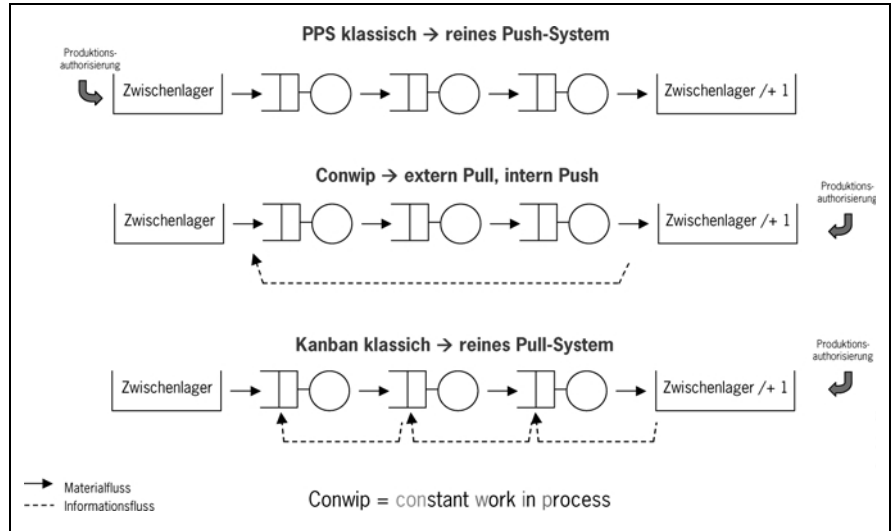 PPS klassisch → reines Push-System
Produktions-
authorisierung
Zwischenlager
Zwischenlager /+ 1
Conwip → extern Pull, intern Push
Produktions-
authorisierung
Zwischenlager
Zwischenlager /+ 1
Kanban klassich → reines Pull-System
Produktions-
authorisierung
Zwischenlager
Zwischenlager /+ 1
Materialfluss
Informationsfluss
Conwip = constant work in process